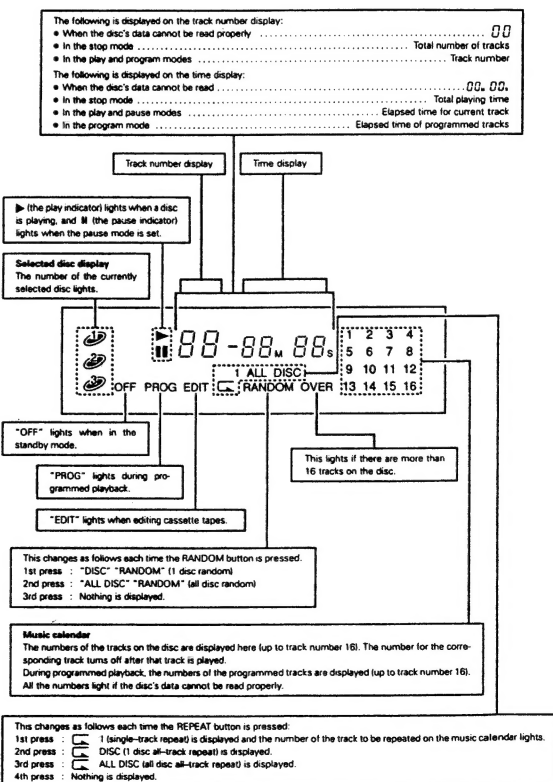 The following is displayed on the track number display:
● When the disc's data cannot be read properly ........................ 00
● In the stop mode ........................ Total number of tracks
● In the play and program modes ........................ Track number
The following is displayed on the time display:
● When the disc's data cannot be read ........................ 00. 00.
● In the stop mode ........................ Total playing time
● In the play and pause modes ........................ Elapsed time for current track
● In the program mode ........................ Elapsed time of programmed tracks
Track number display
Time display
▶ (the play indicator) lights when a disc
is playing, and ⏸ (the pause indicator)
lights when the pause mode is set.
Selected disc display
The number of the currently
selected disc lights.
1
2
3
▶
⏸
88 -88M 88S
1 ALL DISC
OFF PROG EDIT RANDOM OVER
1 2 3 4
5 6 7 8
9 10 11 12
13 14 15 16
"OFF" lights when in the
standby mode.
"PROG" lights during pro-
grammed playback.
"EDIT" lights when editing cassette tapes.
This lights if there are more than
16 tracks on the disc.
This changes as follows each time the RANDOM button is pressed.
1st press : "DISC" "RANDOM" (1 disc random)
2nd press : "ALL DISC" "RANDOM" (all disc random)
3rd press : Nothing is displayed.
Music calendar
The numbers of the tracks on the disc are displayed here (up to track number 16). The number for the corre-
sponding track turns off after that track is played.
During programmed playback, the numbers of the programmed tracks are displayed (up to track number 16).
All the numbers light if the disc's data cannot be read properly.
This changes as follows each time the REPEAT button is pressed:
1st press : 1 (single-track repeat) is displayed and the number of the track to be repeated on the music calendar lights.
2nd press : DISC (1 disc all-track repeat) is displayed.
3rd press : ALL DISC (all disc all-track repeat) is displayed.
4th press : Nothing is displayed.